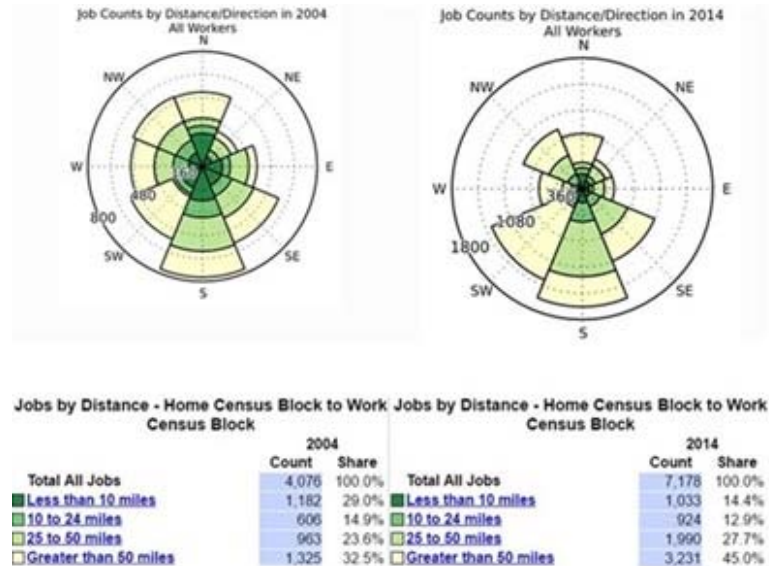 Job Counts by Distance/Direction in 2004
All Workers
N
NW
NE
W
E
160
480
800
SW
SE
S
Job Counts by Distance/Direction in 2014
All Workers
N
NW
NE
W
E
360
1080
1800
SW
SE
S
Jobs by Distance - Home Census Block to Work
Census Block
2004
Count Share
Total All Jobs 4,076 100.0%
Less than 10 miles 1,182 29.0%
10 to 24 miles 606 14.9%
25 to 50 miles 963 23.6%
Greater than 50 miles 1,325 32.5%
Jobs by Distance - Home Census Block to Work
Census Block
2014
Count Share
Total All Jobs 7,178 100.0%
Less than 10 miles 1,033 14.4%
10 to 24 miles 924 12.9%
25 to 50 miles 1,990 27.7%
Greater than 50 miles 3,231 45.0%